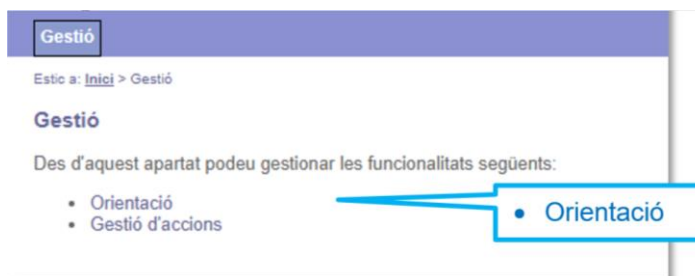 Gestió
Estic a: Inici > Gestió
Gestió
Des d'aquest apartat podeu gestionar les funcionalitats següents:
• Orientació
• Gestió d'accions
• Orientació